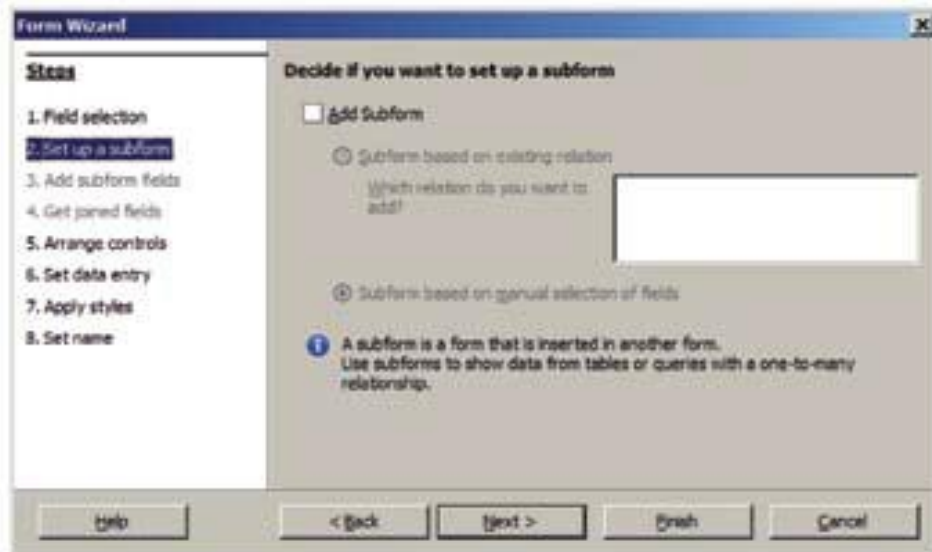 Form Wizard
Steps
1. Field selection
2. Set up a subform
3. Add subform fields
4. Get joined fields
5. Arrange controls
6. Set data entry
7. Apply styles
8. Set name
Decide if you want to set up a subform
Add Subform
Subform based on existing relation
Which relation do you want to
add?
Subform based on manual selection of fields
A subform is a form that is inserted in another form.
Use subforms to show data from tables or queries with a one-to-many
relationship.
Help
< Back
Next >
Finish
Cancel